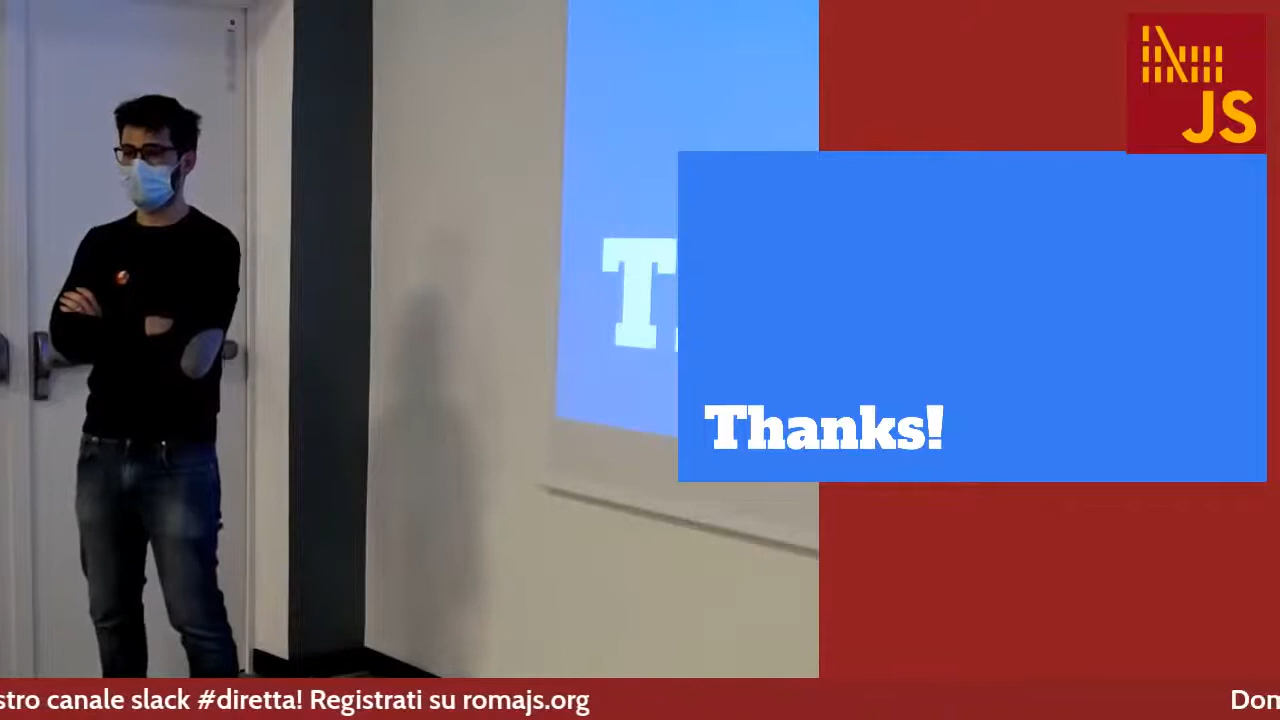 JS
Thanks!
stro canale slack #diretta! Registrati su romajs.org
Dom